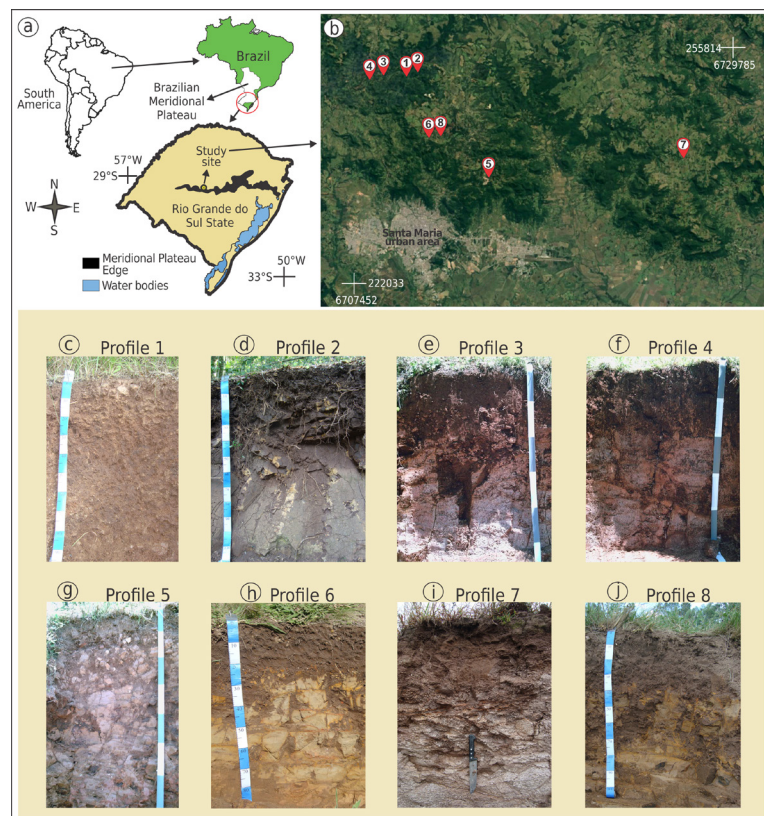 a
Brazil
South
America
Brazilian
Meridional
Plateau
57°W
29°S
Study
site
N
W
E
S
Rio Grande do
Sul State
Meridional Plateau
Edge
Water bodies
50°W
33°S
b
255814
6729785
4
3
1
2
6
8
5
7
Santa Maria
urban area
222033
6707452
c Profile 1
d Profile 2
e Profile 3
f Profile 4
g Profile 5
h Profile 6
i Profile 7
j Profile 8